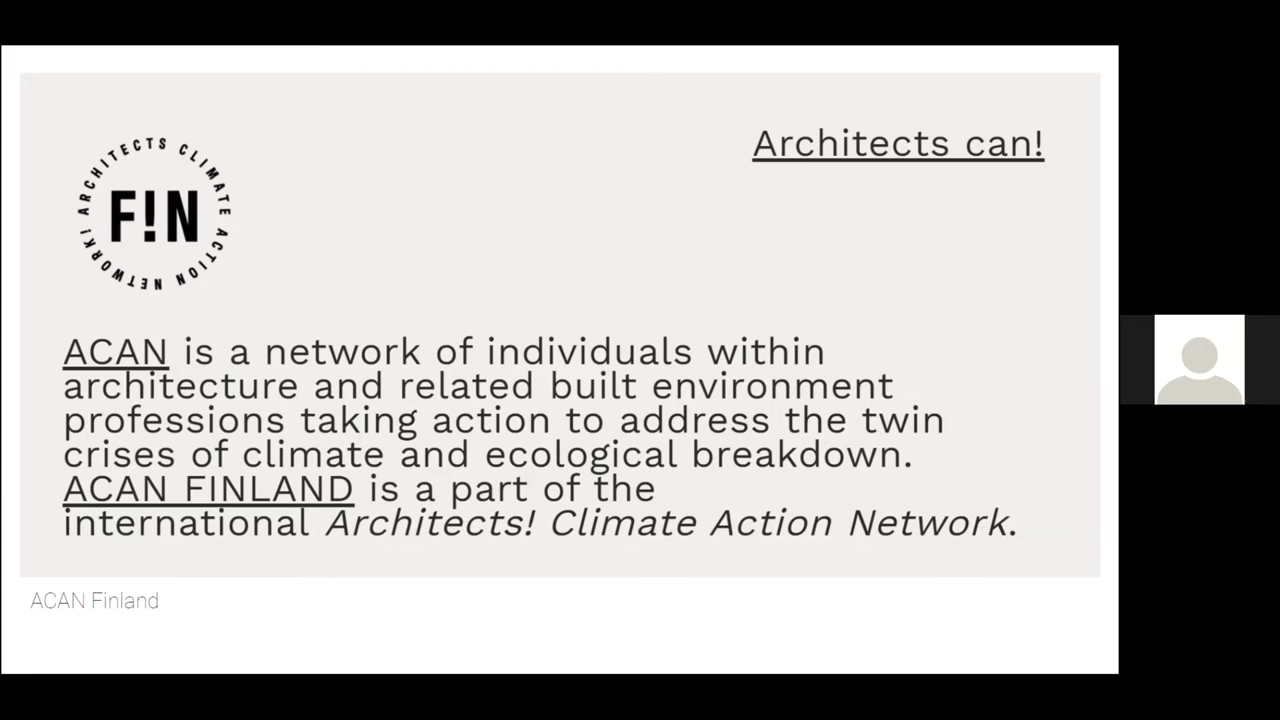 ARCHITECTS CLIMATE ACTION NETWORK!
F!N
Architects can!
ACAN is a network of individuals within
architecture and related built environment
professions taking action to address the twin
crises of climate and ecological breakdown.
ACAN FINLAND is a part of the
international Architects! Climate Action Network.
ACAN Finland